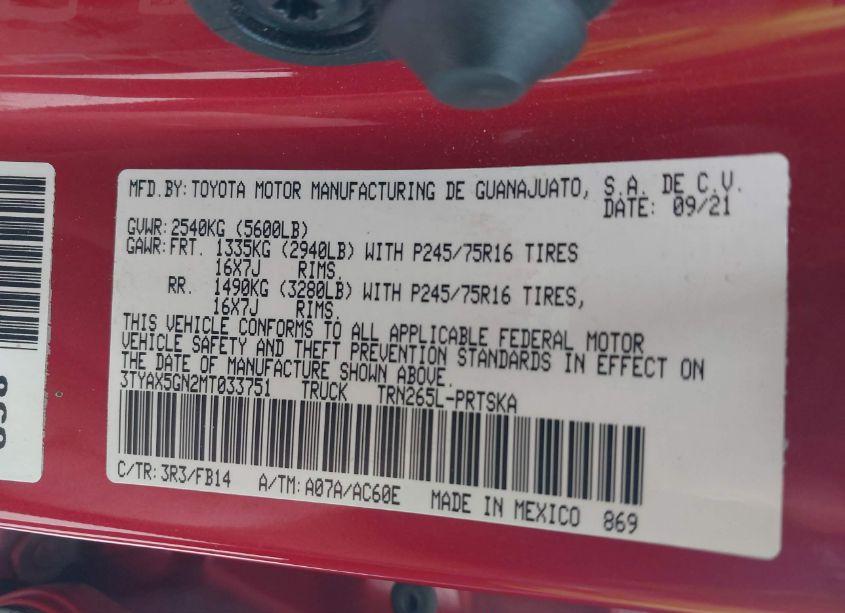 MFD.BY: TOYOTA MOTOR MANUFACTURING DE GUANAJUATO, S.A. DE C.V.
DATE: 09/21
GVWR: 2540KG (5600LB)
GAWR: FRT. 1335KG (2940LB) WITH P245/75R16 TIRES
16X7J RIMS.
RR. 1490KG (3280LB) WITH P245/75R16 TIRES,
16X7J RIMS.
THIS VEHICLE CONFORMS TO ALL APPLICABLE FEDERAL MOTOR
VEHICLE SAFETY AND THEFT PREVENTION STANDARDS IN EFFECT ON
THE DATE OF MANUFACTURE SHOWN ABOVE.
3TYAX5GN2MT033751 TRUCK TRN265L-PRTSKA
C/TR: 3R3/FB14 A/TM: A07A/AC60E MADE IN MEXICO 869